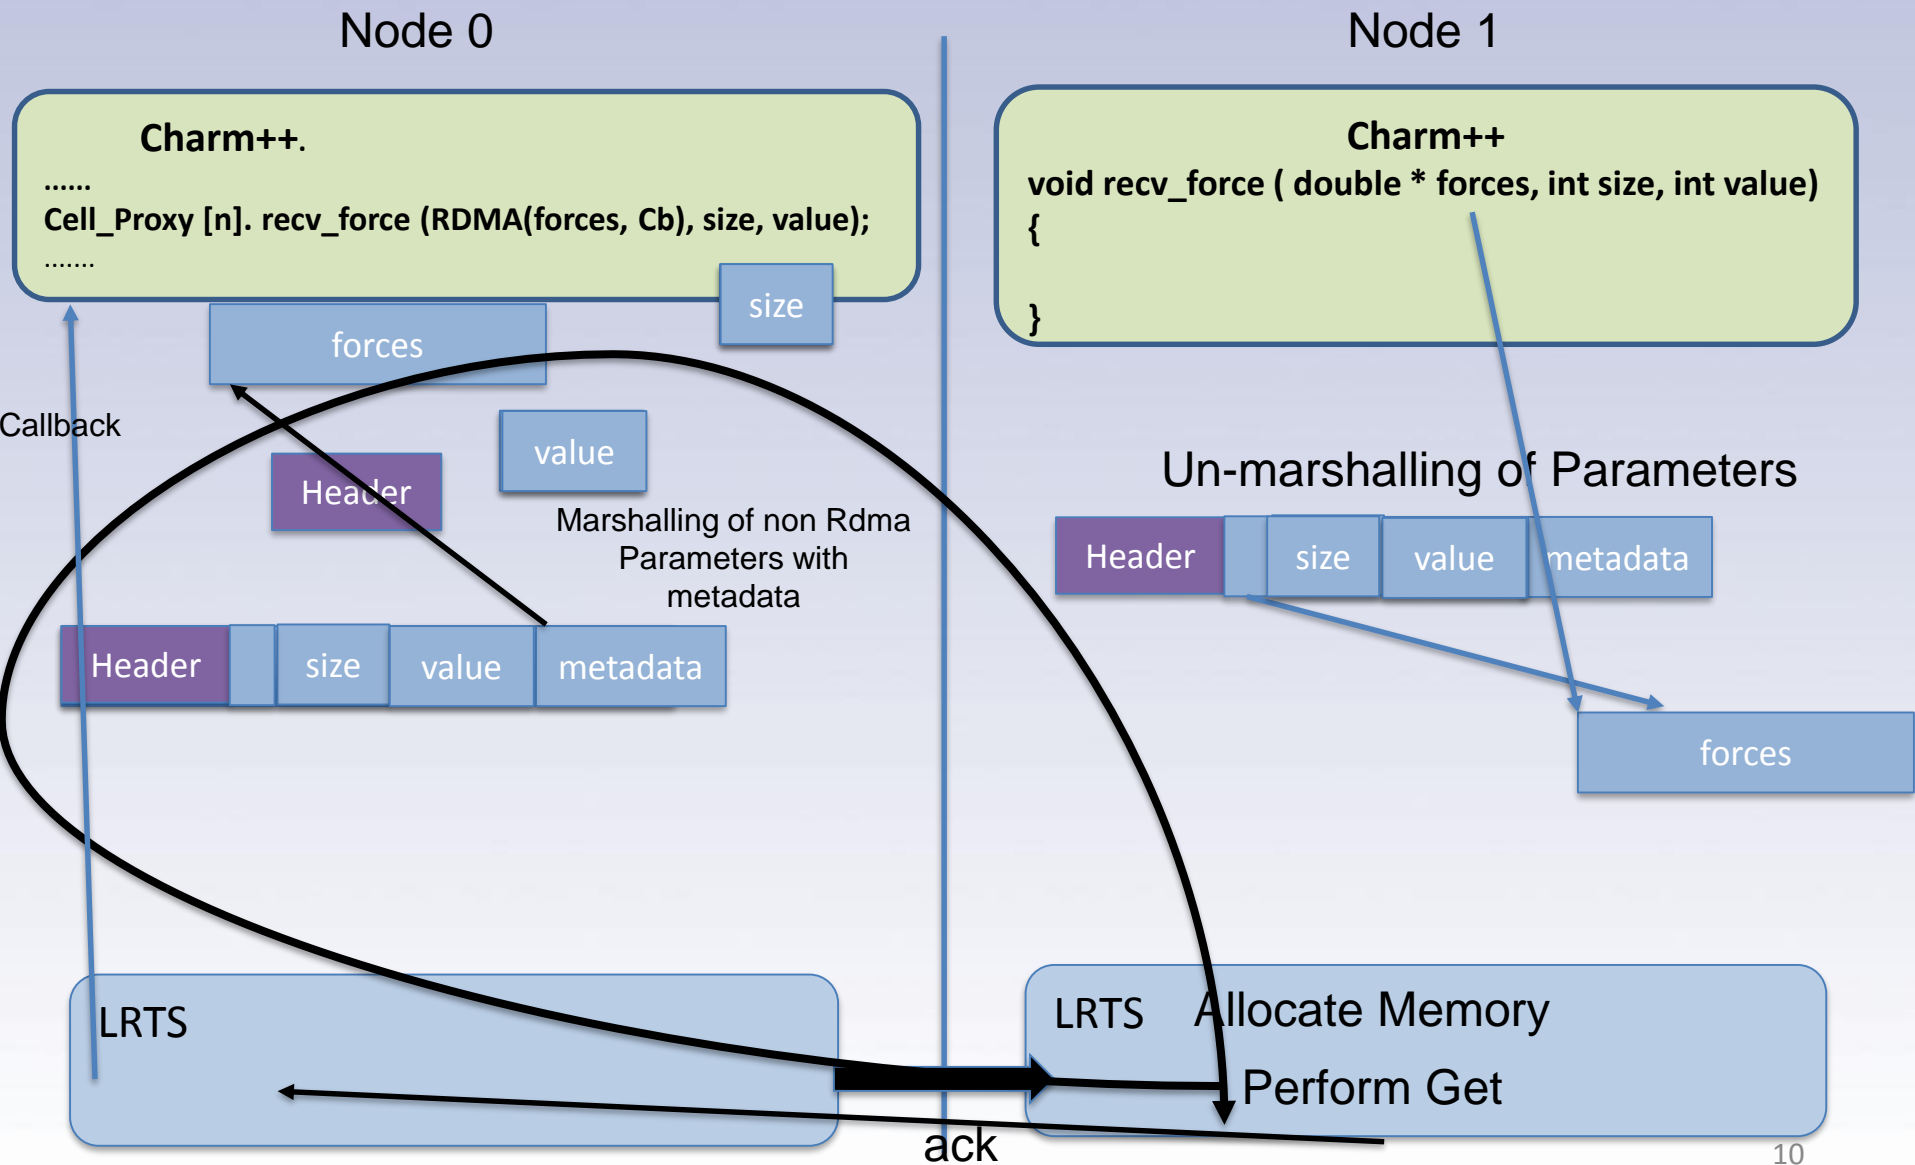 Node 0
Charm++.
......
Cell_Proxy [n]. recv_force (RDMA(forces, Cb), size, value);
.......
size
forces
Callback
value
Header
Marshalling of non Rdma
Parameters with
metadata
Header size value metadata
LRTS
Node 1
Charm++
void recv_force ( double * forces, int size, int value)
{
}
Un-marshalling of Parameters
Header size value metadata
forces
LRTS Allocate Memory
Perform Get
ack
10